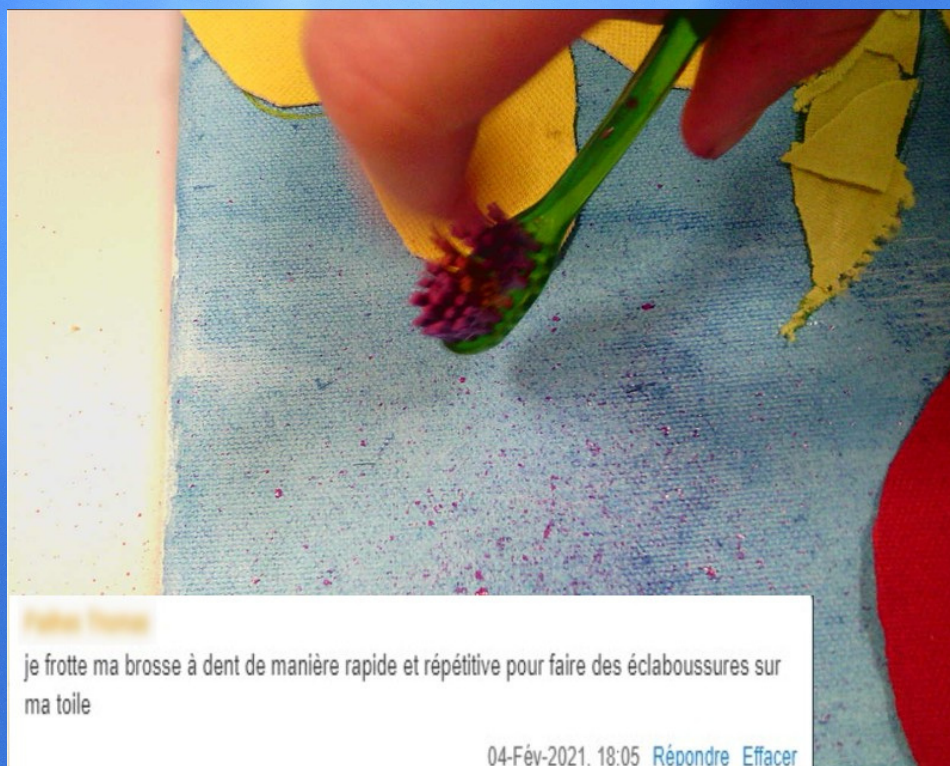 je frotte ma brosse à dent de manière rapide et répétitive pour faire des éclaboussures sur
ma toile
04-Fév-2021, 18:05 Répondre Effacer